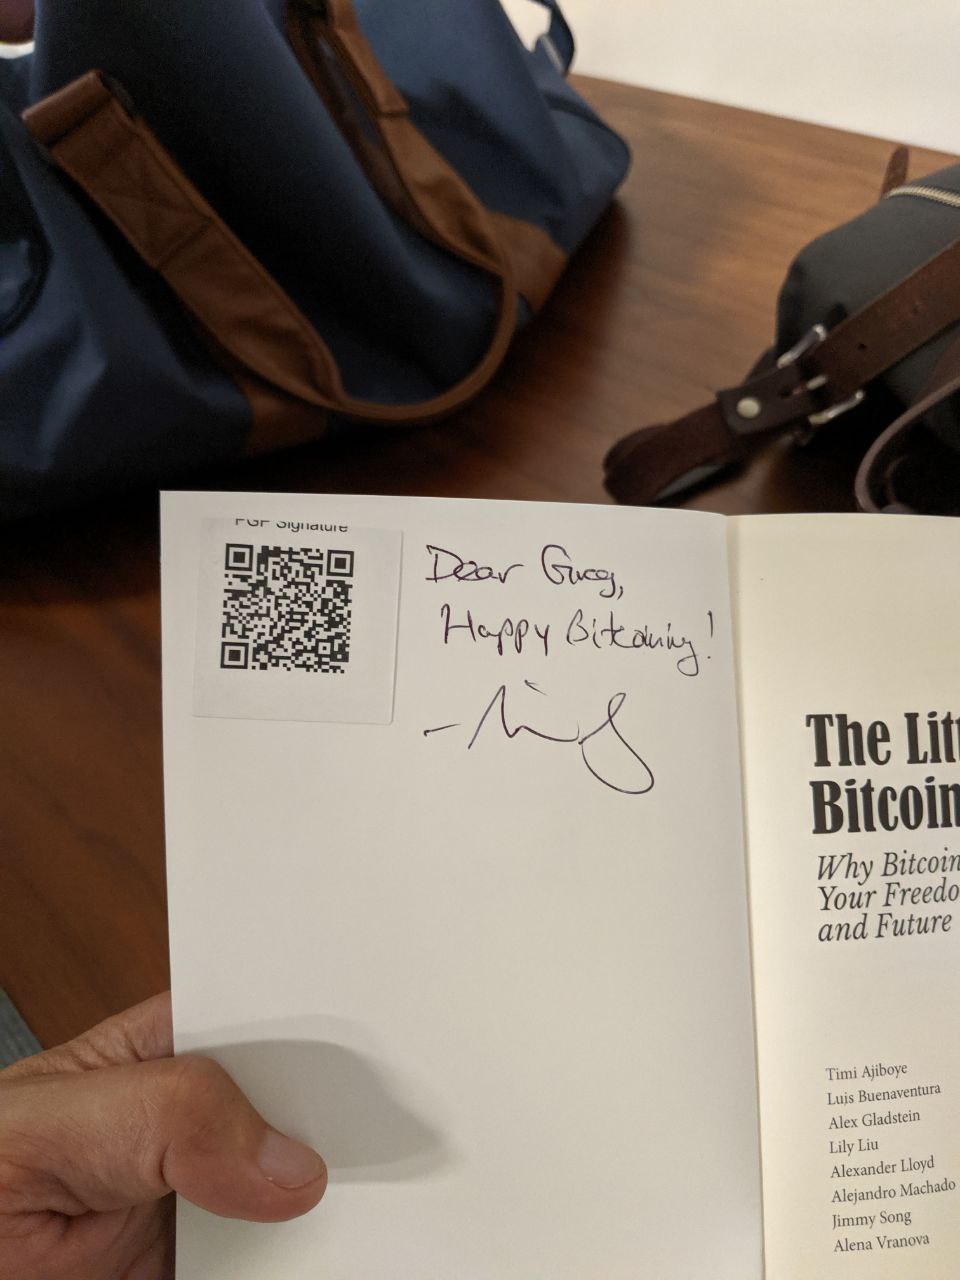 PGP Signature
Dear Greg,
Happy Bitcoining!
The Litt
Bitcoin
Why Bitcoin
Your Freedo
and Future
Timi Ajiboye
Luis Buenaventura
Alex Gladstein
Lily Liu
Alexander Lloyd
Alejandro Machado
Jimmy Song
Alena Vranova